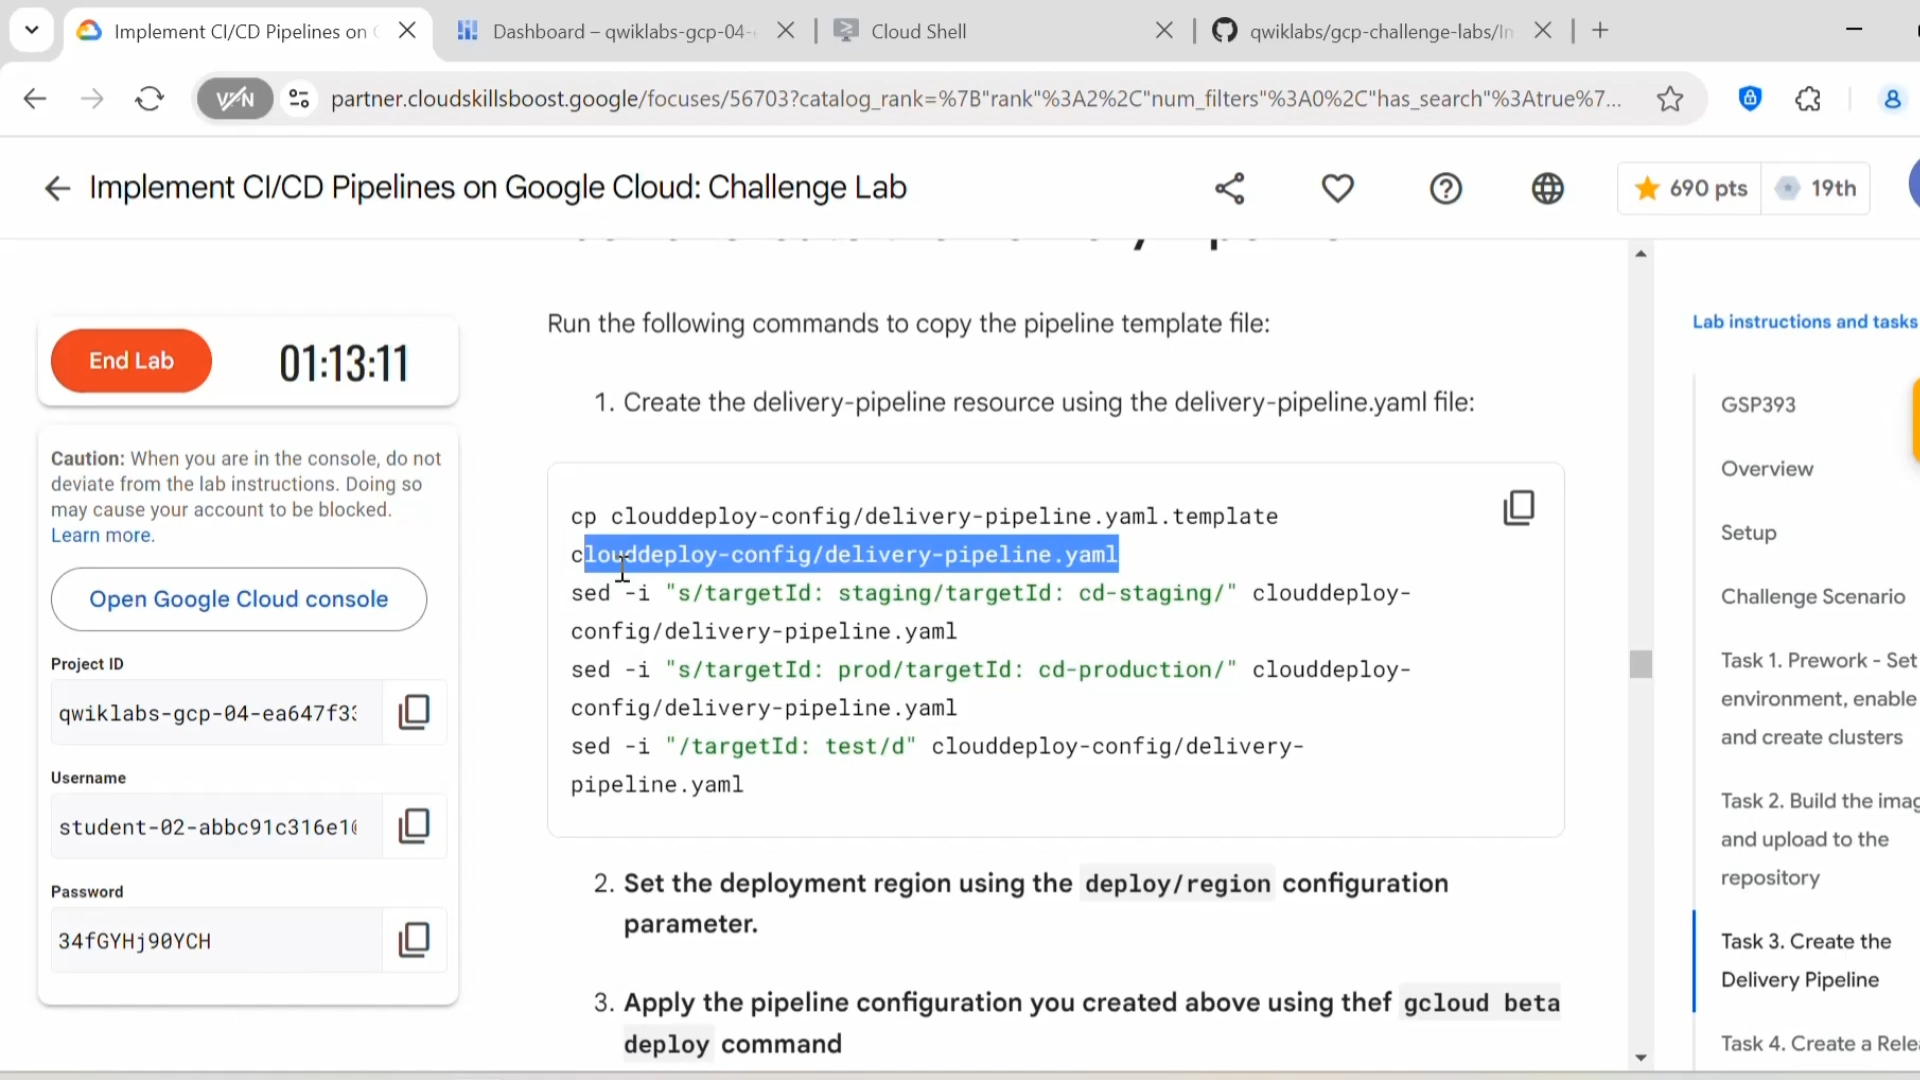 Implement CI/CD Pipelines on
Dashboard – qwiklabs-gcp-04-
Cloud Shell
qwiklabs/gcp-challenge-labs/In
VPN
partner.cloudskillsboost.google/focuses/56703?catalog_rank=%7B"rank"%3A2%2C"num_filters"%3A0%2C"has_search"%3Atrue%7...
Implement CI/CD Pipelines on Google Cloud: Challenge Lab
690 pts
19th
End Lab
01:13:11
Caution: When you are in the console, do not
deviate from the lab instructions. Doing so
may cause your account to be blocked.
Learn more.
Open Google Cloud console
Project ID
qwiklabs-gcp-04-ea647f33
Username
student-02-abbc91c316e1
Password
34fGYHj90YCH
Run the following commands to copy the pipeline template file:
1. Create the delivery-pipeline resource using the delivery-pipeline.yaml file:
cp clouddeploy-config/delivery-pipeline.yaml.template
clouddeploy-config/delivery-pipeline.yaml
sed -i "s/targetId: staging/targetId: cd-staging/" clouddeploy-
config/delivery-pipeline.yaml
sed -i "s/targetId: prod/targetId: cd-production/" clouddeploy-
config/delivery-pipeline.yaml
sed -i "/targetId: test/d" clouddeploy-config/delivery-
pipeline.yaml
2. Set the deployment region using the deploy/region configuration
parameter.
3. Apply the pipeline configuration you created above using thef gcloud beta
deploy command
Lab instructions and tasks
GSP393
Overview
Setup
Challenge Scenario
Task 1. Prework - Set
environment, enable
and create clusters
Task 2. Build the imag
and upload to the
repository
Task 3. Create the
Delivery Pipeline
Task 4. Create a Rele